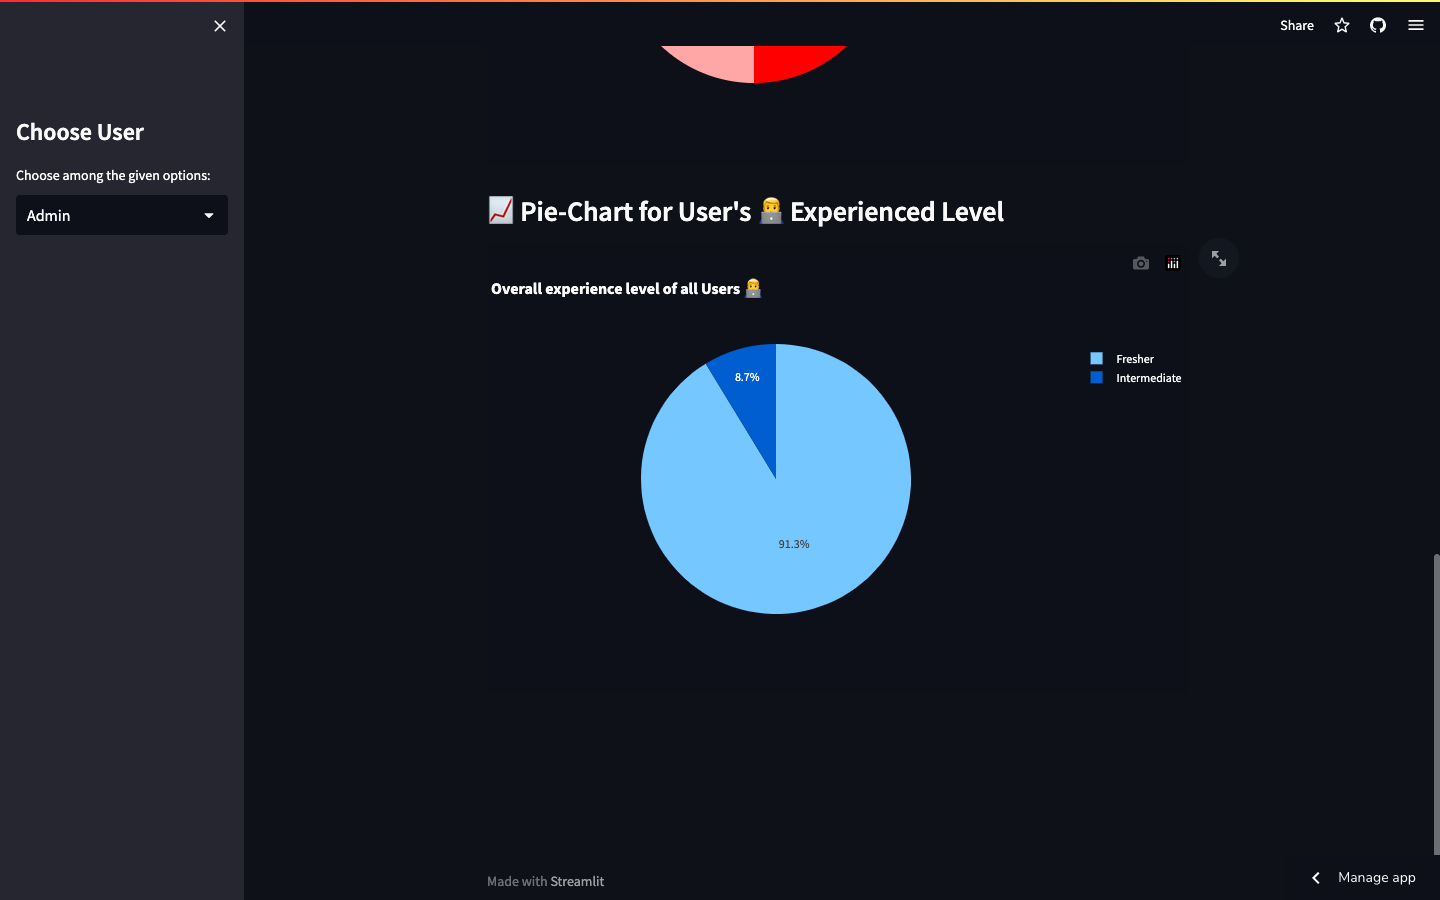 Share
Choose User
Choose among the given options:
Admin
📈 Pie-Chart for User's 👨‍💻 Experienced Level
Overall experience level of all Users 👨‍💻
Fresher
Intermediate
8.7%
91.3%
Made with Streamlit
Manage app